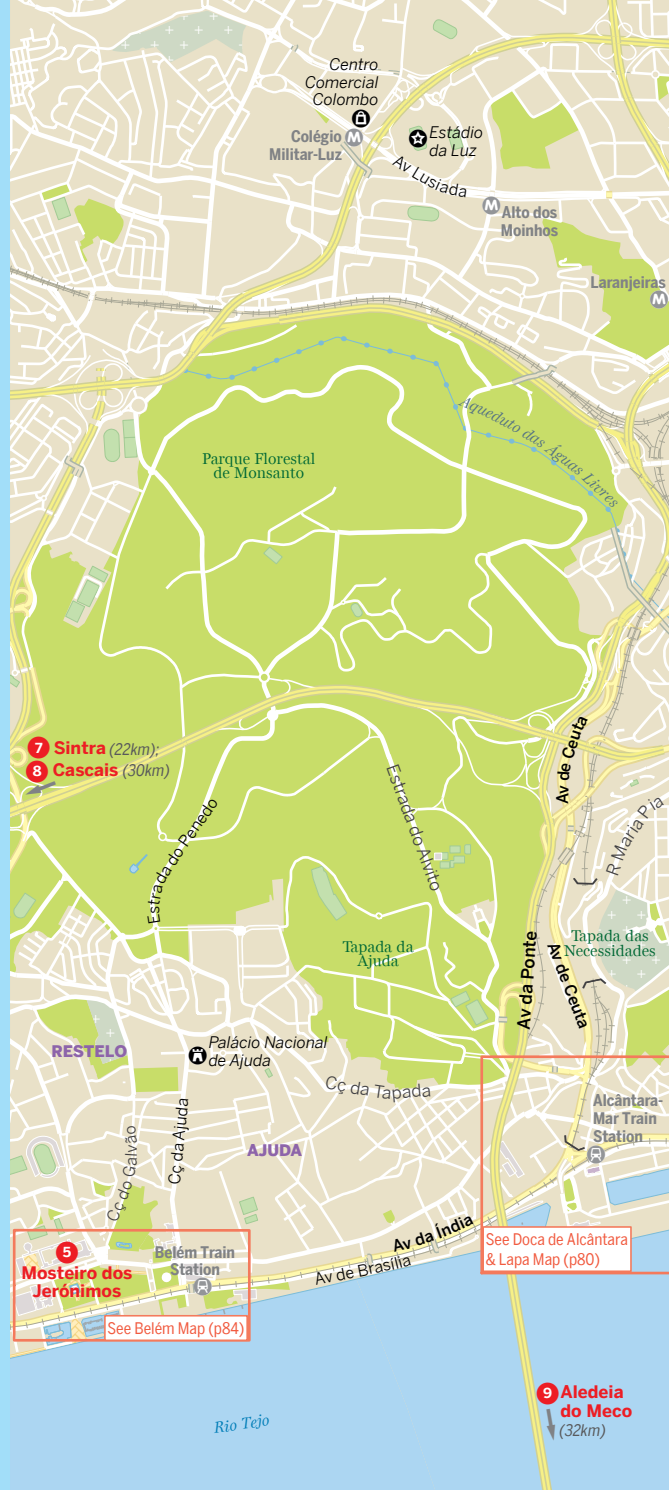 Centro
Comercial
Colombo
Colégio
Militar-Luz
M
Estádio
da Luz
Av Lusiada
M
Alto dos
Moinhos
Laranjeiras
M
Aqueduto das Águas Livres
Parque Florestal
de Monsanto
7 Sintra (22km);
8 Cascais (30km)
Av de Ceuta
Estrada do Penedo
Estrada do Alvito
R Maria Pia
Tapada da
Ajuda
Av da Ponte
Tapada das
Necessidades
Av de Ceuta
RESTELO
Palácio Nacional
de Ajuda
Cç da Tapada
Alcântara-
Mar Train
Station
Cç do Galvão
Cç da Ajuda
AJUDA
5
Mosteiro dos
Jerónimos
Belém Train
Station
Av da Índia
Av de Brasília
See Doca de Alcântara
& Lapa Map (p80)
See Belém Map (p84)
9 Aledeia
do Meco
(32km)
Rio Tejo